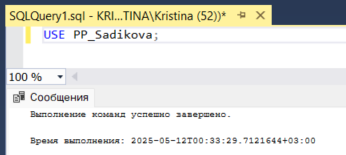 SQLQuery1.sql - KRI...TINA\Kristina (52))*
USE PP_Sadikova;
100 %
Сообщения
Выполнение команд успешно завершено.
Время выполнения: 2025-05-12T00:33:29.7121644+03:00